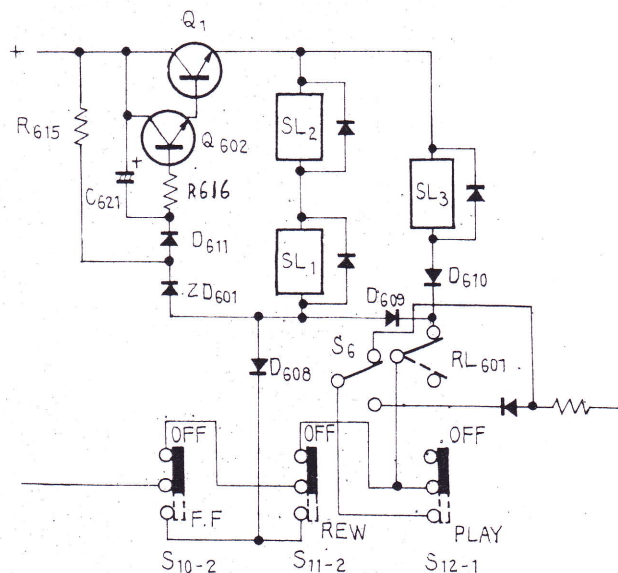 Q1
+
R615
SL2
Q602
+
C621
R616
SL3
D611
SL1
D610
ZD601
D609
S6
RL601
D608
OFF
OFF
OFF
F.F
REW
PLAY
S10-2
S11-2
S12-1